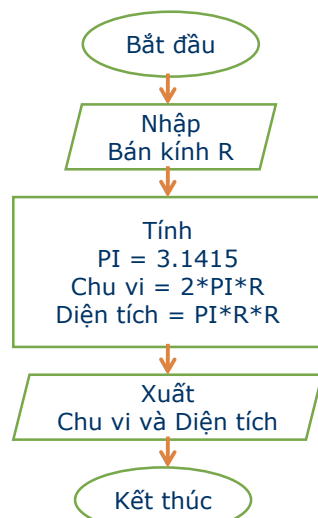 Bắt đầu
Nhập
Bán kính R
Tính
PI = 3.1415
Chu vi = 2*PI*R
Diện tích = PI*R*R
Xuất
Chu vi và Diện tích
Kết thúc